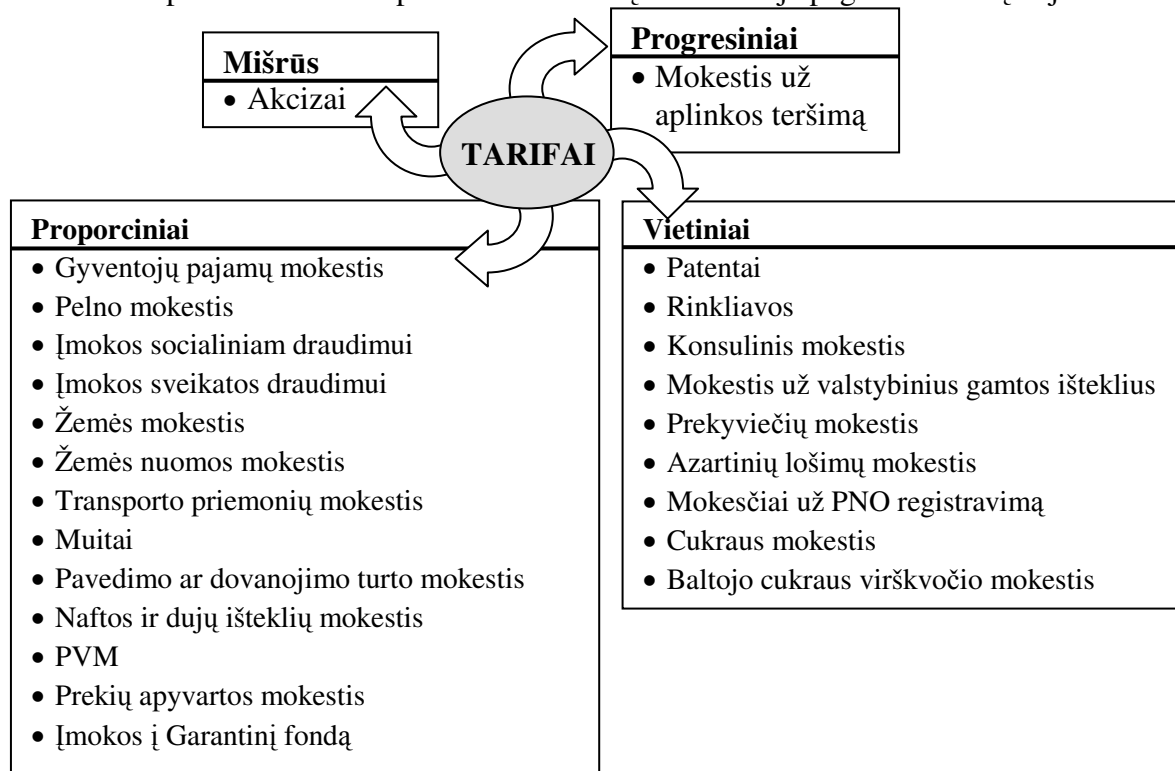 Mišrūs
• Akcizai
Progresiniai
• Mokestis už
aplinkos teršimą
TARIFAI
Proporciniai
• Gyventojų pajamų mokestis
• Pelno mokestis
• Įmokos socialiniam draudimui
• Įmokos sveikatos draudimui
• Žemės mokestis
• Žemės nuomos mokestis
• Transporto priemonių mokestis
• Muitai
• Pavedimo ar dovanojimo turto mokestis
• Naftos ir dujų išteklių mokestis
• PVM
• Prekių apyvartos mokestis
• Įmokos į Garantinį fondą
Vietiniai
• Patentai
• Rinkliavos
• Konsulinis mokestis
• Mokestis už valstybinius gamtos išteklius
• Prekyviečių mokestis
• Azartinių lošimų mokestis
• Mokesčiai už PNO registravimą
• Cukraus mokestis
• Baltojo cukraus virškvočio mokestis